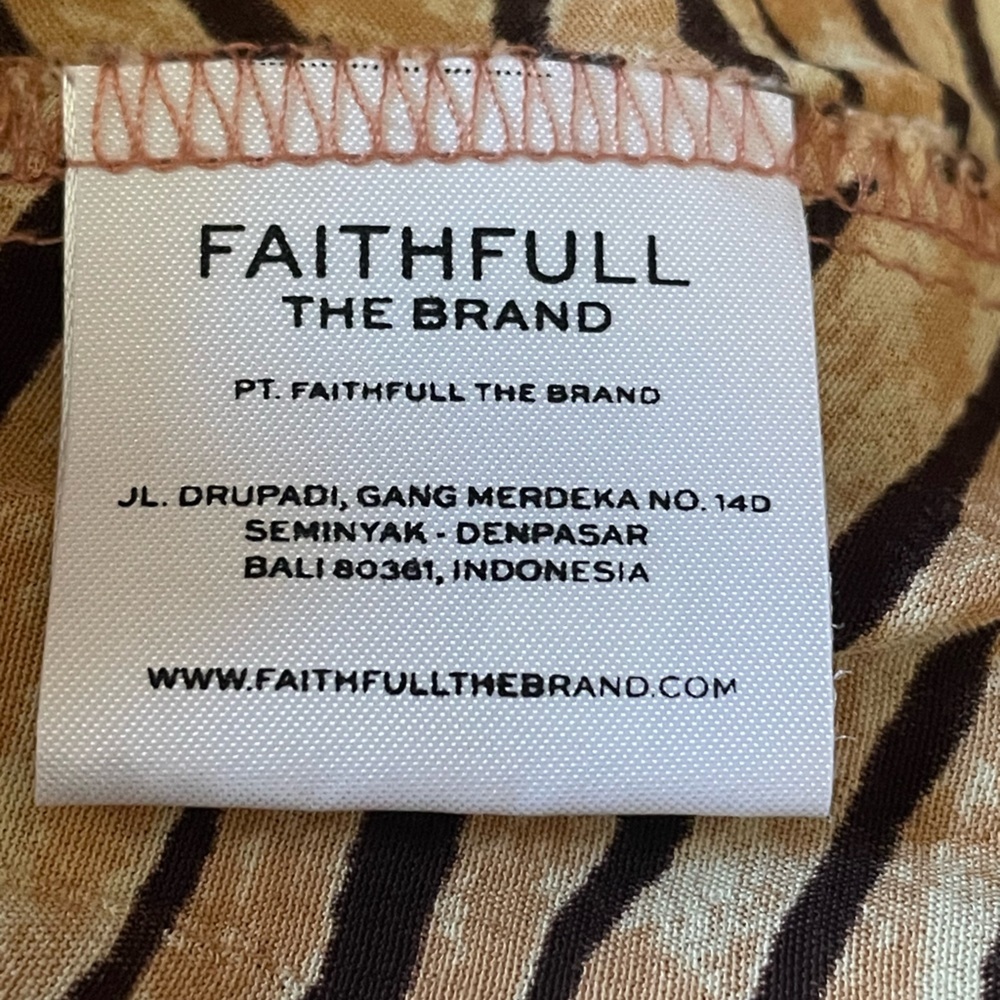 FAITHFULL
THE BRAND
PT. FAITHFULL THE BRAND
JL. DRUPADI, GANG MERDEKA NO. 14D
SEMINYAK - DENPASAR
BALI 80361, INDONESIA
WWW.FAITHFULLTHEBRAND.COM